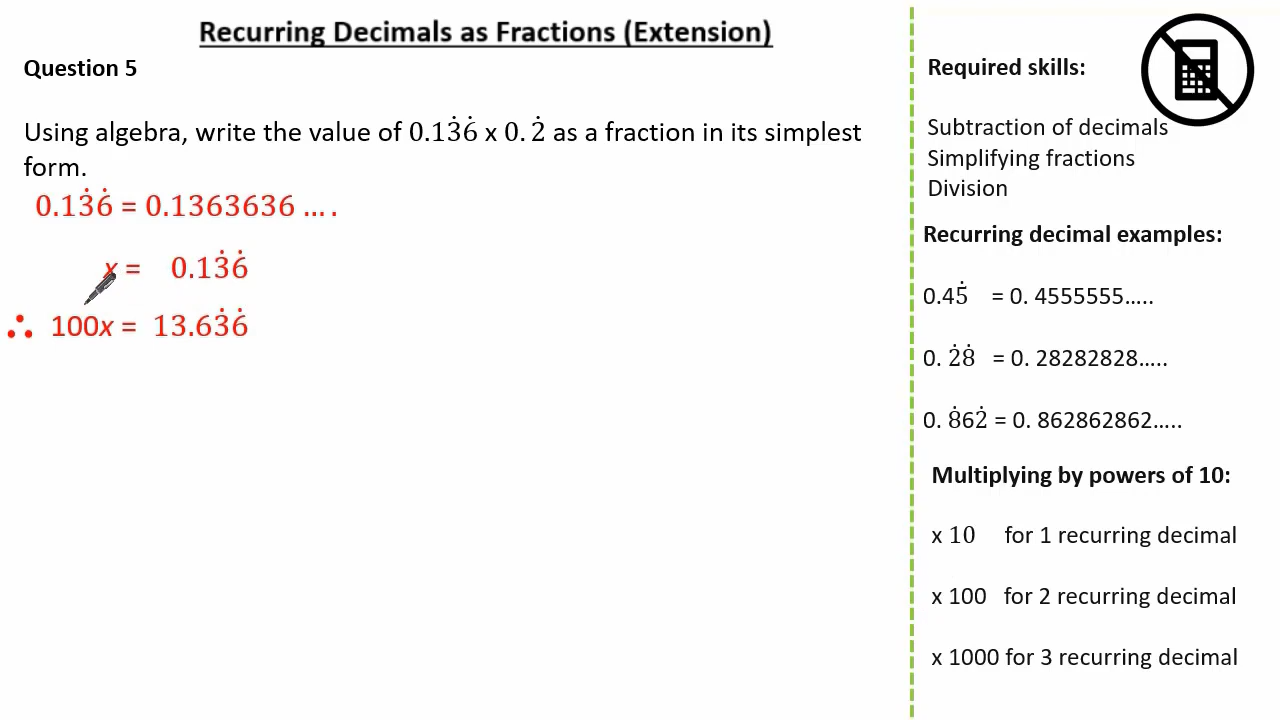 Recurring Decimals as Fractions (Extension)
Question 5
Using algebra, write the value of 0.13̇6̇ x 0. 2̇ as a fraction in its simplest
form.
0.13̇6̇ = 0.1363636 ... .
x = 0.13̇6̇
∴ 100x = 13.63̇6̇
Required skills:
Subtraction of decimals
Simplifying fractions
Division
Recurring decimal examples:
0.45̇ = 0. 4555555.....
0. 2̇8̇ = 0. 28282828.....
0. 8̇62̇ = 0. 862862862.....
Multiplying by powers of 10:
x 10 for 1 recurring decimal
x 100 for 2 recurring decimal
x 1000 for 3 recurring decimal